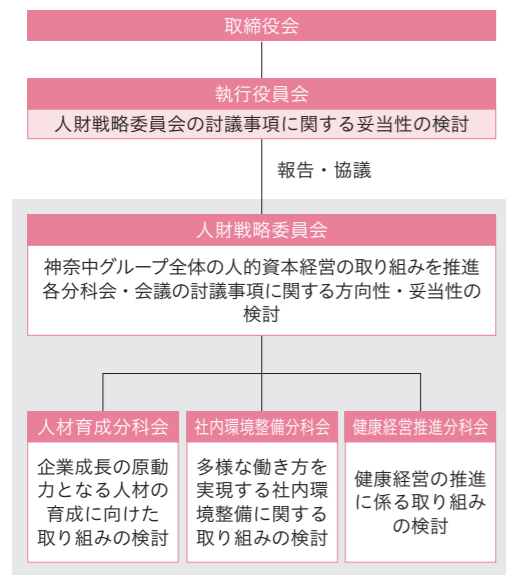 取締役会
執行役員会
人財戦略委員会の討議事項に関する妥当性の検討
報告・協議
人財戦略委員会
神奈中グループ全体の人的資本経営の取り組みを推進
各分科会・会議の討議事項に関する方向性・妥当性の
検討
人材育成分科会
企業成長の原動
力となる人材の
育成に向けた
取り組みの検討
社内環境整備分科会
多様な働き方を
実現する社内環
境整備に関する
取り組みの検討
健康経営推進分科会
健康経営の推進
に係る取り組み
の検討